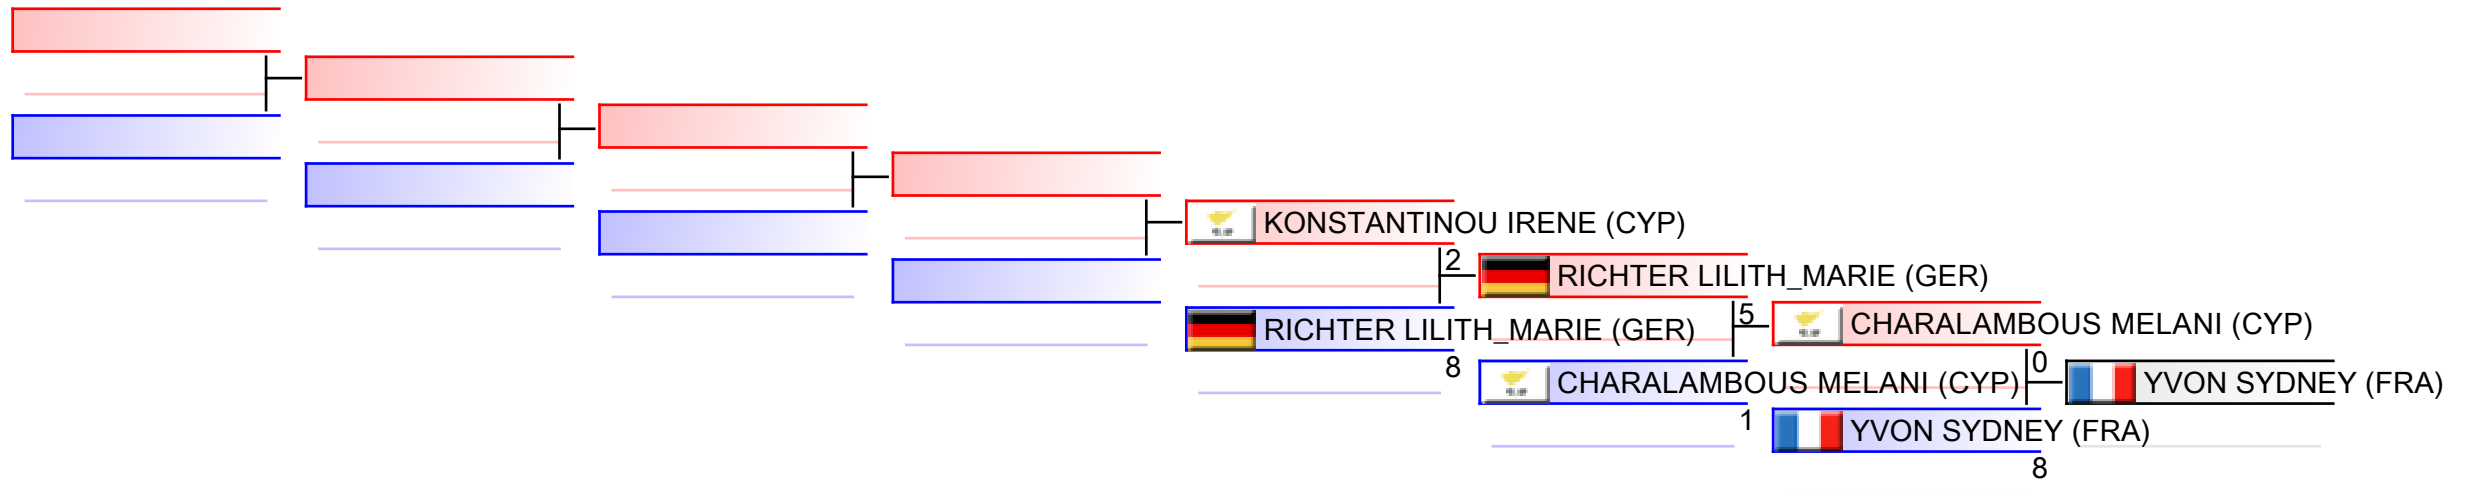 KONSTANTINOU IRENE (CYP)
2
RICHTER LILITH_MARIE (GER)
RICHTER LILITH_MARIE (GER)
8
5
CHARALAMBOUS MELANI (CYP)
CHARALAMBOUS MELANI (CYP)
1
0
YVON SYDNEY (FRA)
YVON SYDNEY (FRA)
8